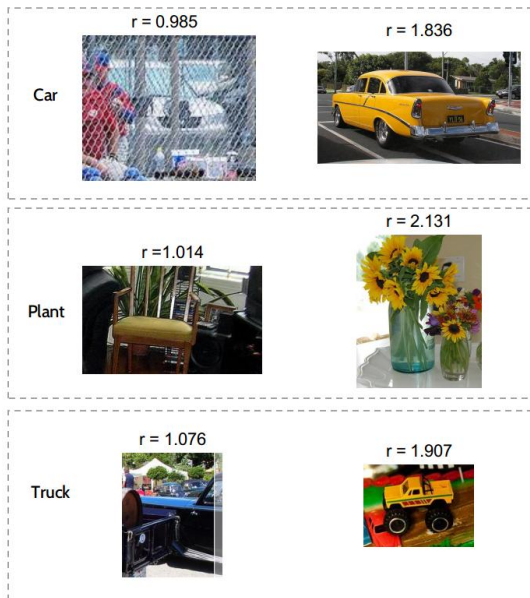 r = 0.985
r = 1.836
Car
r =1.014
r = 2.131
Plant
r = 1.076
r = 1.907
Truck